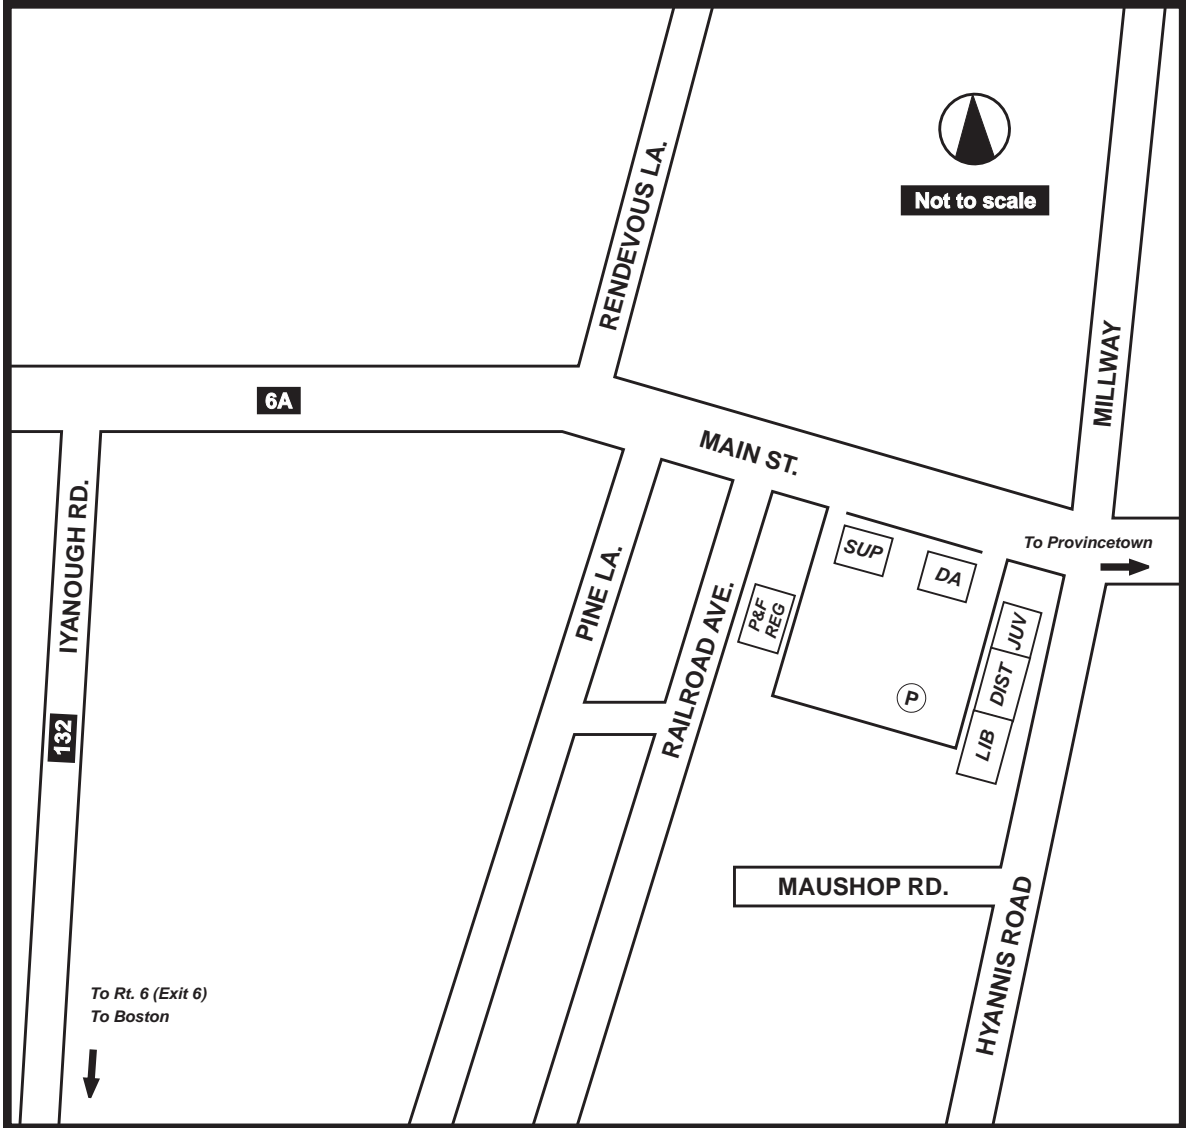 RENDEVOUS LA.
Not to scale
MILLWAY
6A
MAIN ST.
IYANOUGH RD.
132
PINE LA.
RAILROAD AVE.
P&F
REG
SUP
DA
To Provincetown
JUV
DIST
LIB
P
MAUSHOP RD.
HYANNIS ROAD
To Rt. 6 (Exit 6)
To Boston